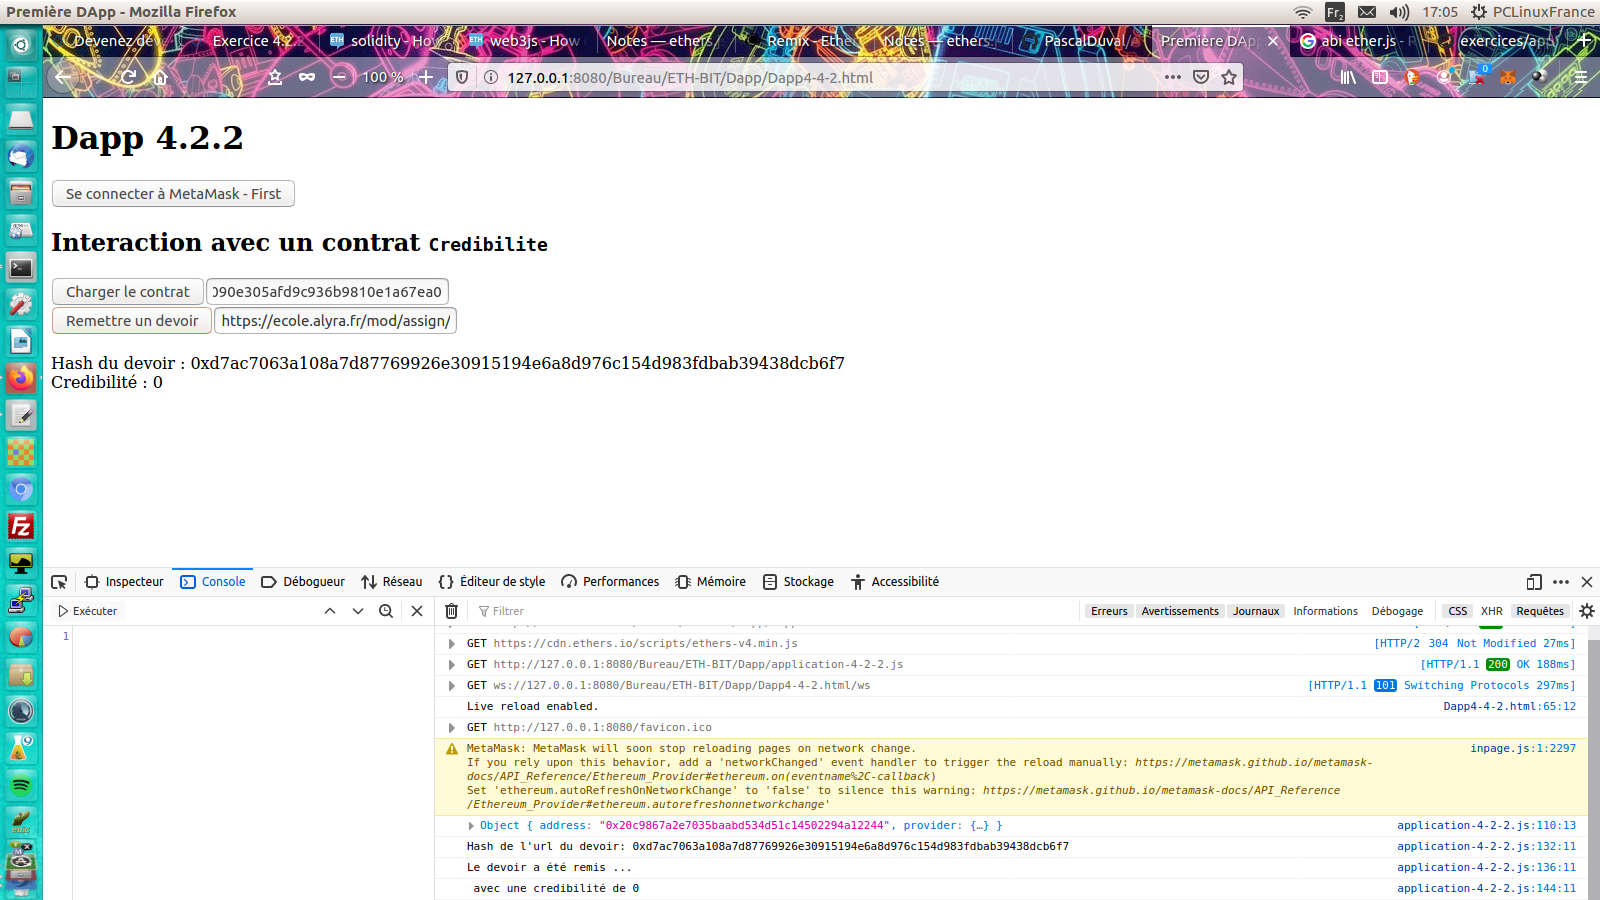 Première DApp - Mozilla Firefox
Fr2 17:05 PCLinuxFrance
Devenez dév
Exercice 4.2.2
solidity - How
web3js - How
Notes — ethers.
Remix - Ethe
Notes — ethers.
PascalDuval
Première DApp
abi ether.js - R
exercices/app
100 %
127.0.0.1:8080/Bureau/ETH-BIT/Dapp/Dapp4-4-2.html
0
Dapp 4.2.2
Se connecter à MetaMask - First
Interaction avec un contrat Credibilite
Charger le contrat
090e305afd9c936b9810e1a67ea0
Remettre un devoir
https://ecole.alyra.fr/mod/assign/
Hash du devoir : 0xd7ac7063a108a7d87769926e30915194e6a8d976c154d983fdbab39438dcb6f7
Credibilité : 0
Inspecteur Console Débogueur Réseau Éditeur de style Performances Mémoire Stockage Accessibilité
Exécuter
Filtrer
Erreurs Avertissements Journaux Informations Débogage CSS XHR Requêtes
1
GET https://cdn.ethers.io/scripts/ethers-v4.min.js [HTTP/2 304 Not Modified 27ms]
GET http://127.0.0.1:8080/Bureau/ETH-BIT/Dapp/application-4-2-2.js [HTTP/1.1 200 OK 188ms]
GET ws://127.0.0.1:8080/Bureau/ETH-BIT/Dapp/Dapp4-4-2.html/ws [HTTP/1.1 101 Switching Protocols 297ms]
Live reload enabled. Dapp4-4-2.html:65:12
GET http://127.0.0.1:8080/favicon.ico
MetaMask: MetaMask will soon stop reloading pages on network change. inpage.js:1:2297
If you rely upon this behavior, add a 'networkChanged' event handler to trigger the reload manually: https://metamask.github.io/metamask-
docs/API_Reference/Ethereum_Provider#ethereum.on(eventname%2C-callback)
Set 'ethereum.autoRefreshOnNetworkChange' to 'false' to silence this warning: https://metamask.github.io/metamask-docs/API_Reference
/Ethereum_Provider#ethereum.autorefreshonnetworkchange'
Object { address: "0x20c9867a2e7035baabd534d51c14502294a12244", provider: {…} } application-4-2-2.js:110:13
Hash de l'url du devoir: 0xd7ac7063a108a7d87769926e30915194e6a8d976c154d983fdbab39438dcb6f7 application-4-2-2.js:132:11
Le devoir a été remis ... application-4-2-2.js:136:11
avec une credibilité de 0 application-4-2-2.js:144:11